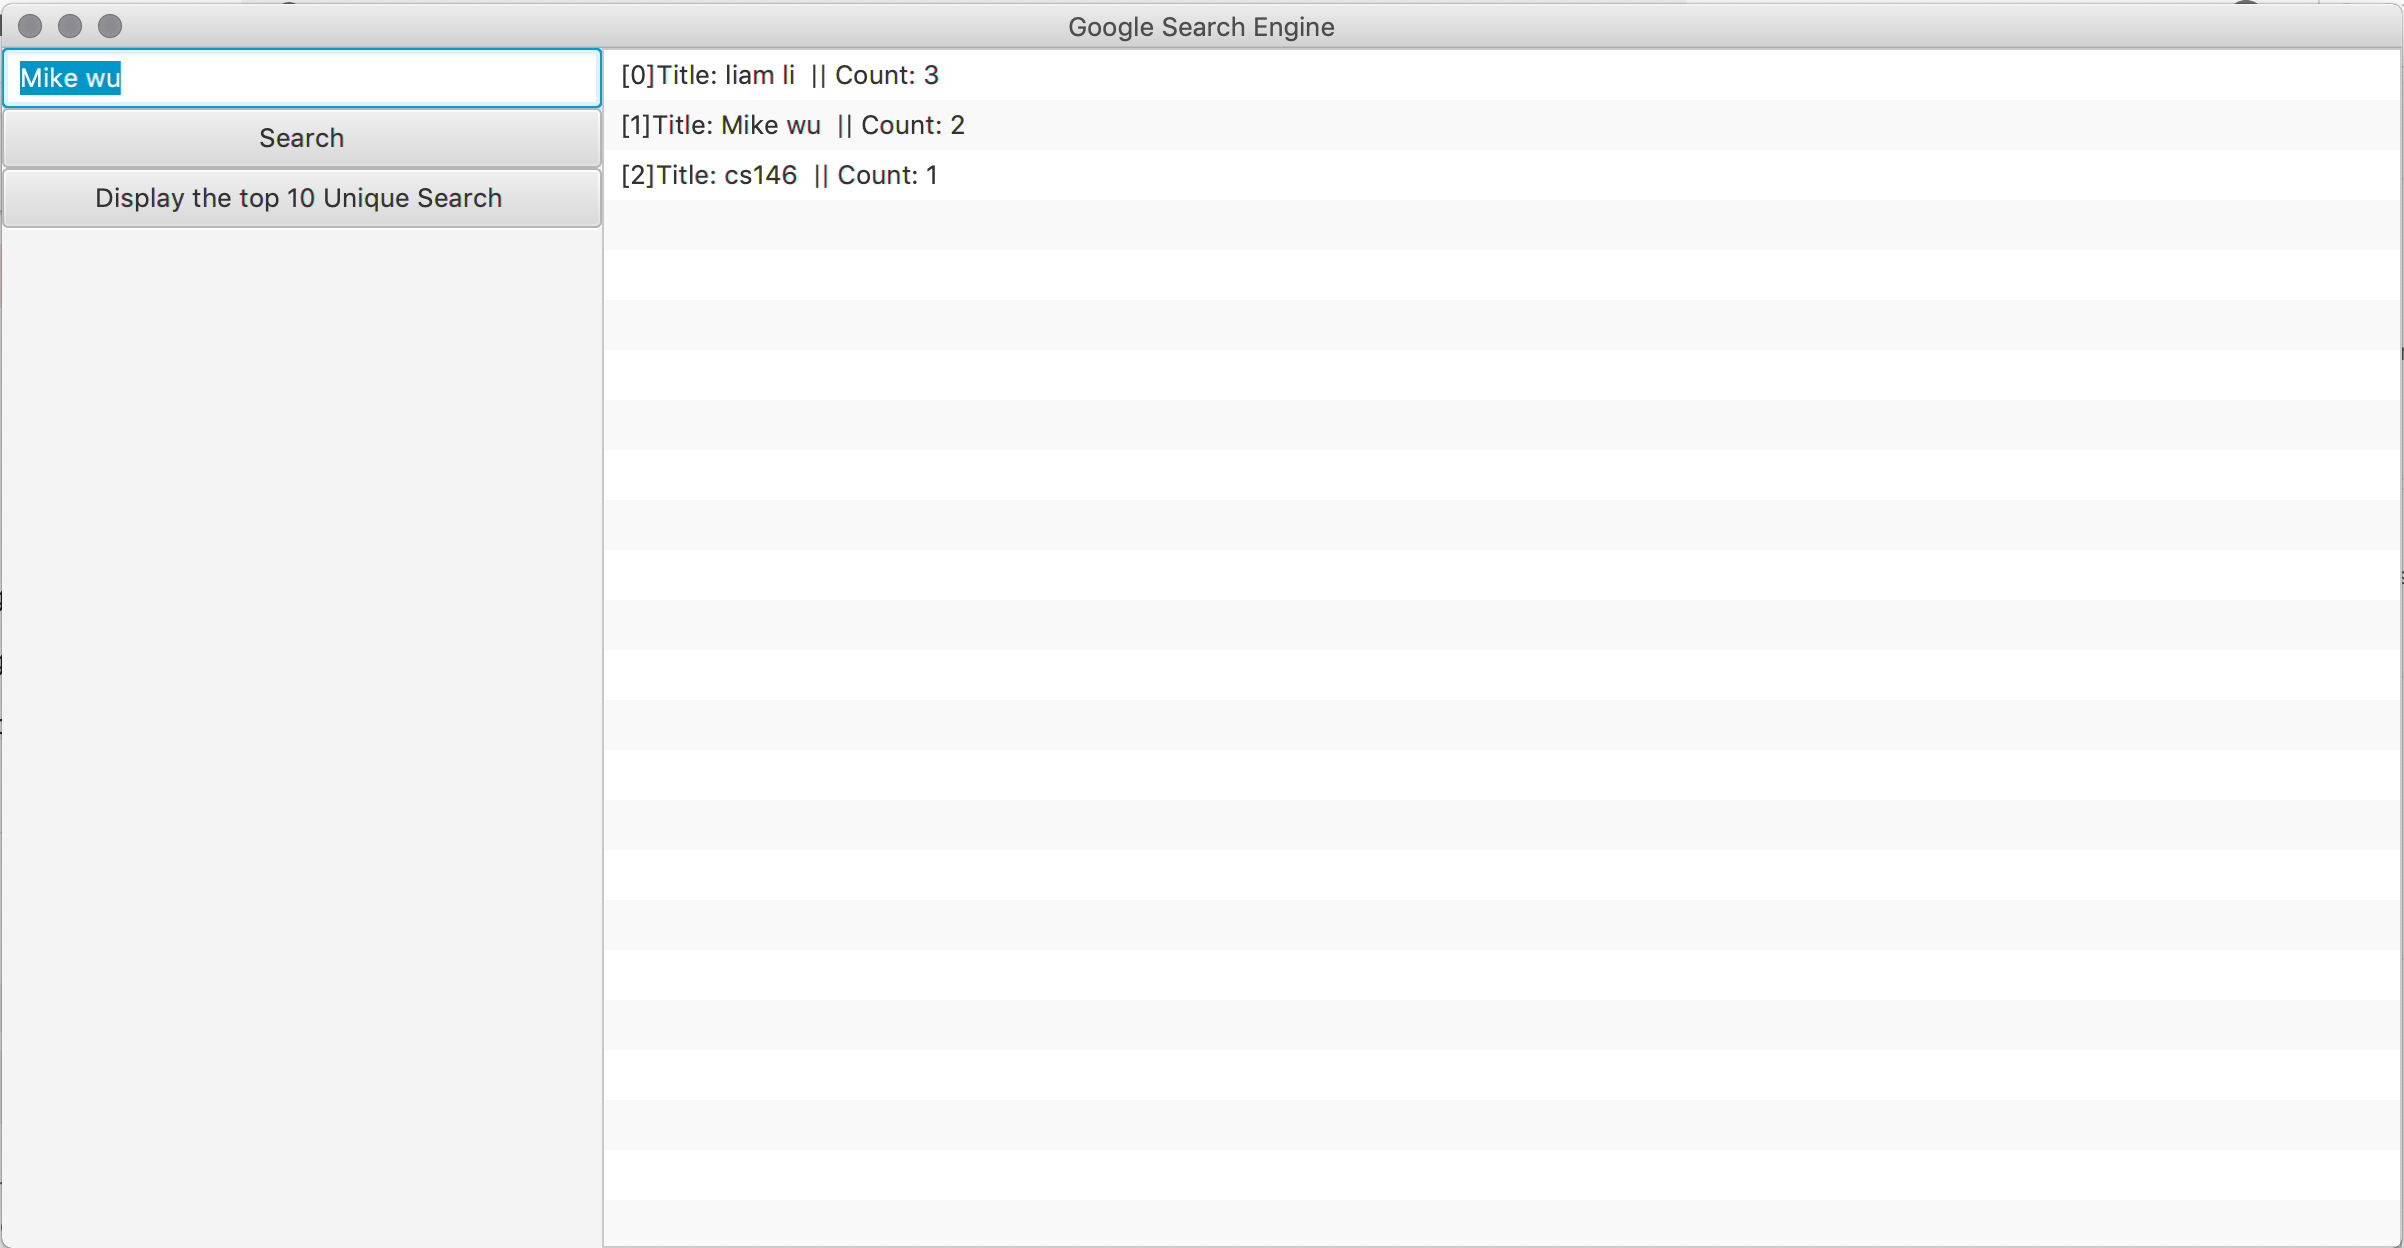 Google Search Engine
Mike wu
Search
Display the top 10 Unique Search
[0]Title: liam li  || Count: 3
[1]Title: Mike wu  || Count: 2
[2]Title: cs146  || Count: 1